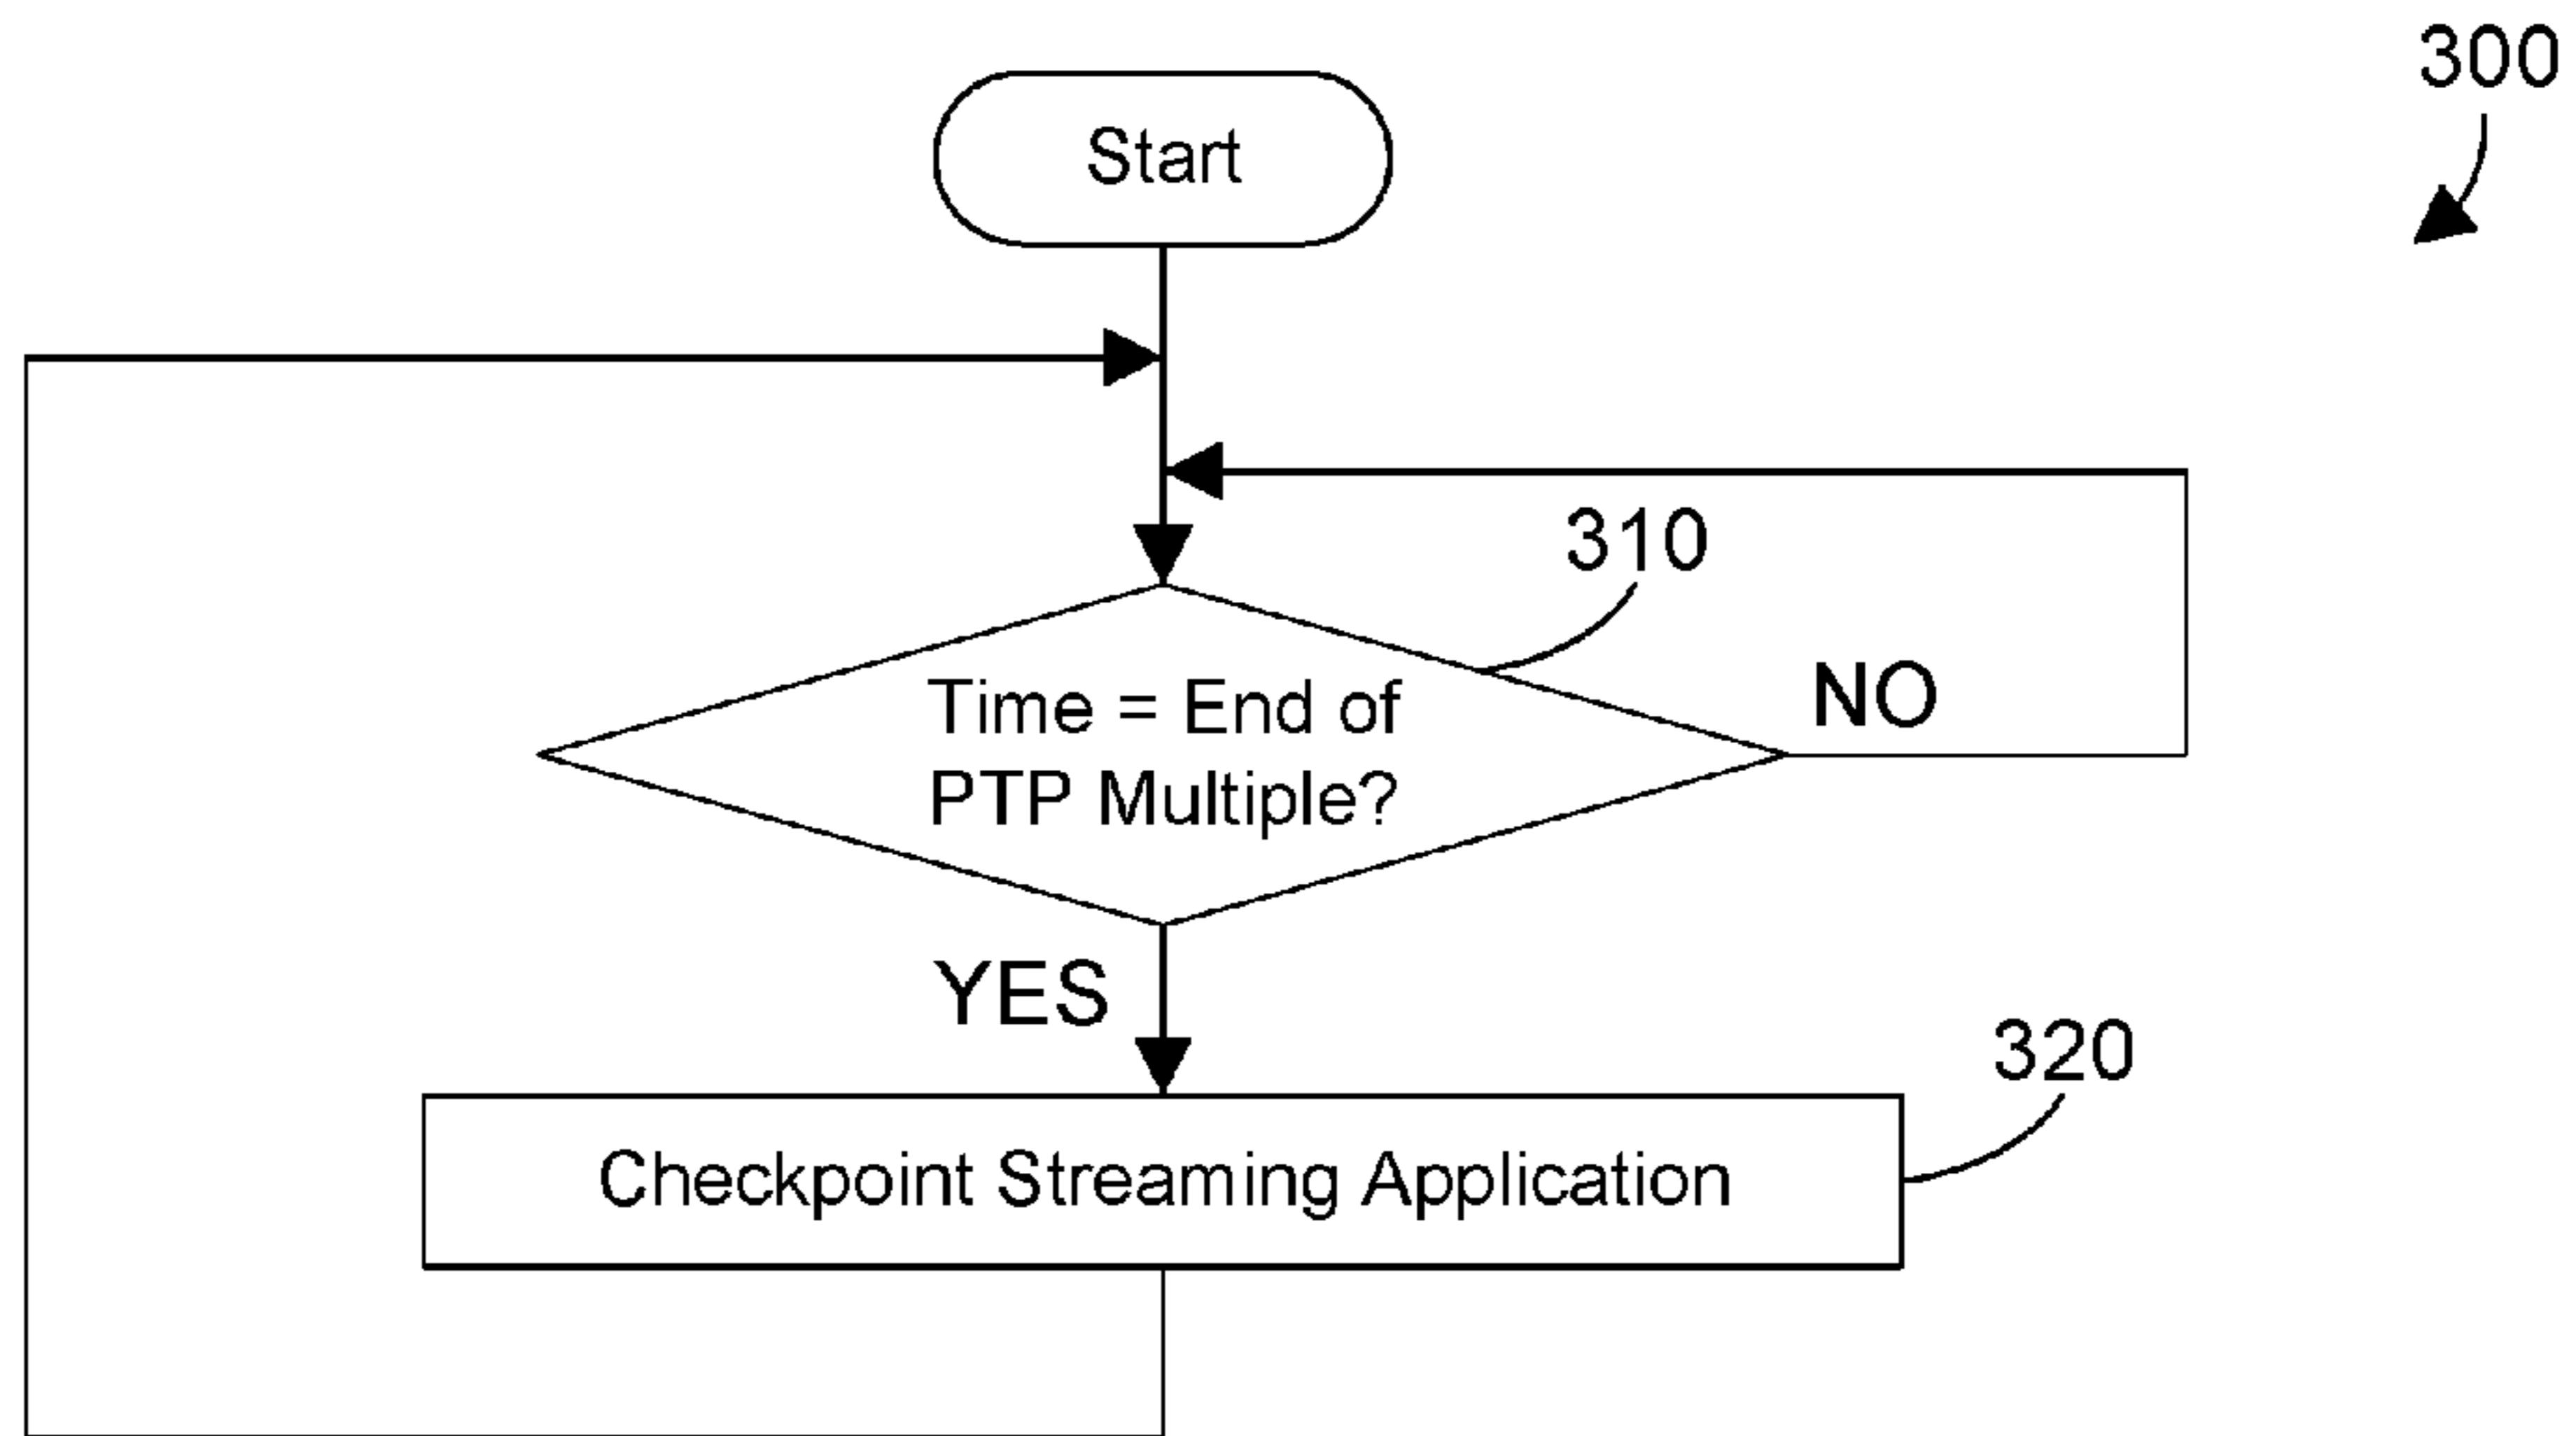 300
Start
310
NO
Time = End of
PTP Multiple?
YES
320
Checkpoint Streaming Application